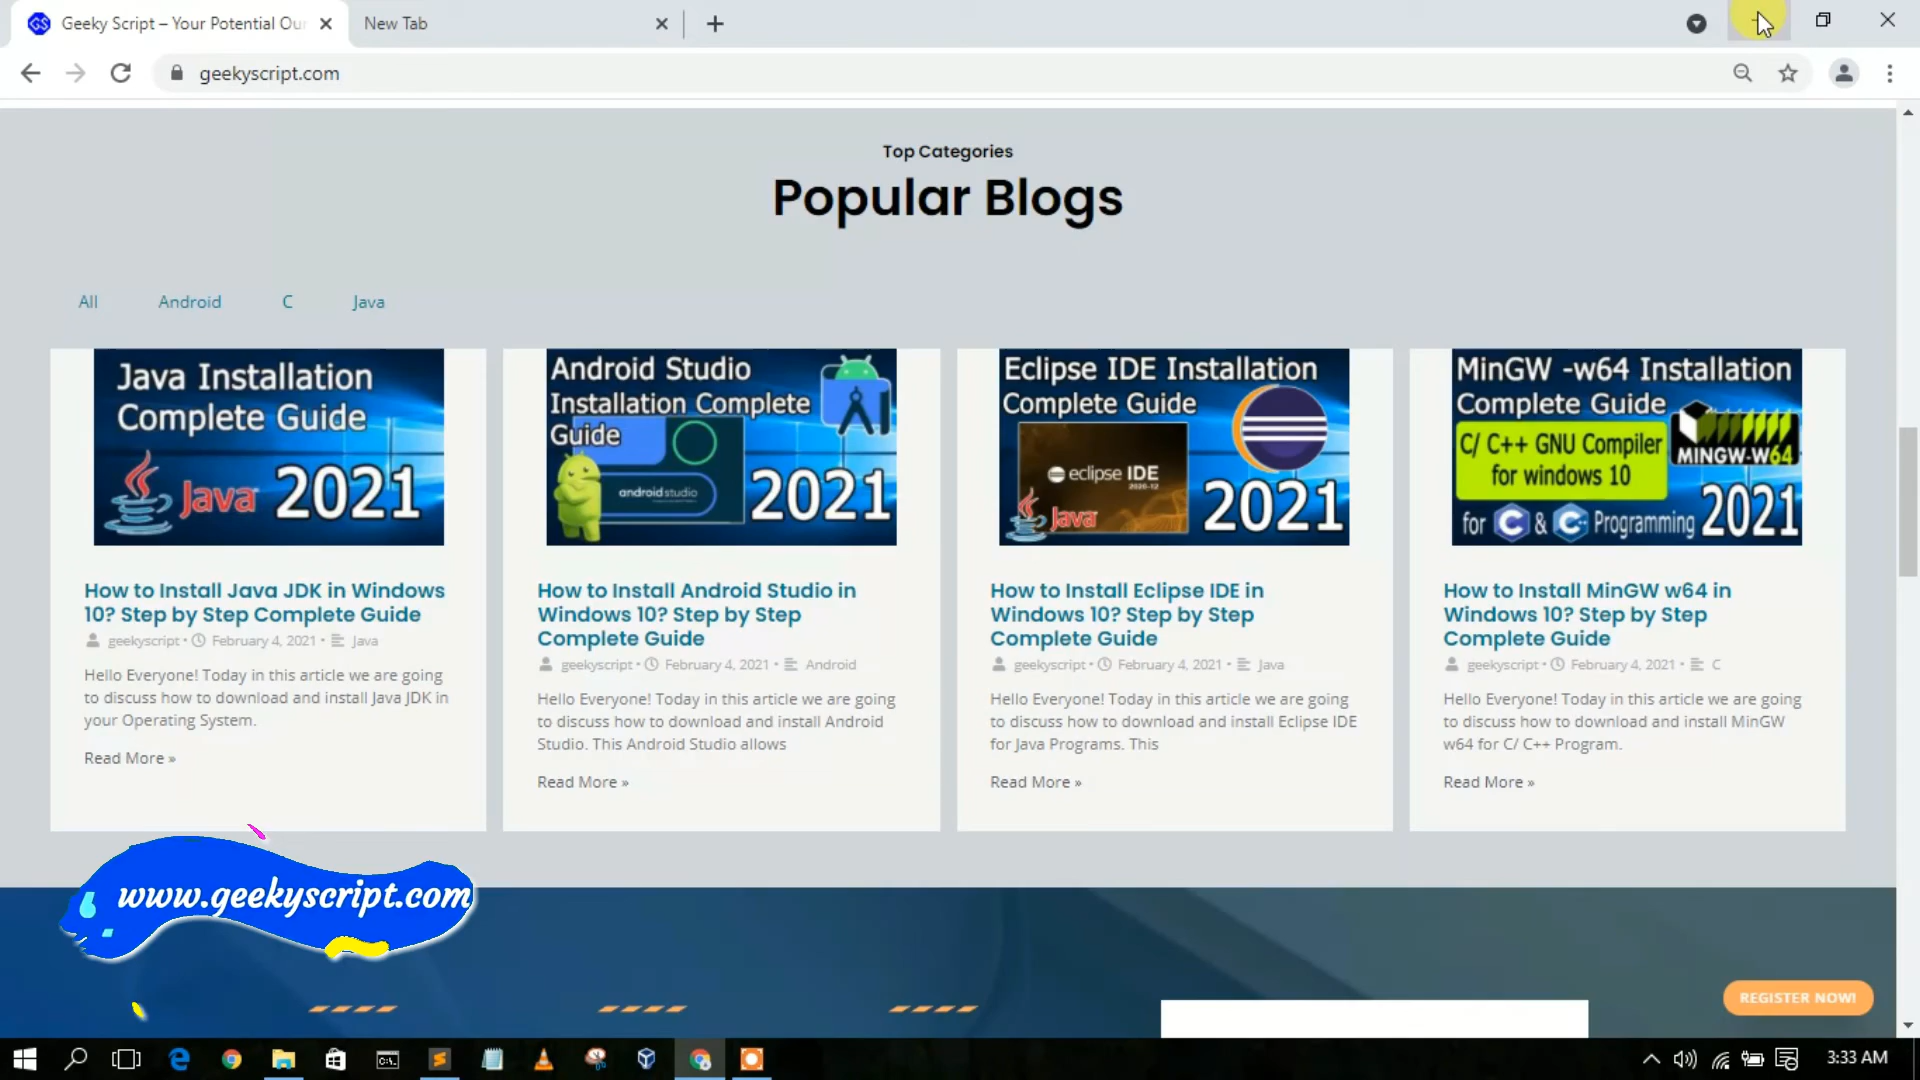 Geeky Script – Your Potential Our
New Tab
geekyscript.com
Top Categories
Popular Blogs
All
Android
C
Java
Java Installation
Complete Guide
Java 2021
Android Studio
Installation Complete
Guide
androidstudio
2021
Eclipse IDE Installation
Complete Guide
eclipse IDE
2020-12
Java
2021
MinGW -w64 Installation
Complete Guide
C/ C++ GNU Compiler
for windows 10
MINGW-W64
for C & C++ Programming 2021
How to Install Java JDK in Windows
10? Step by Step Complete Guide
geekyscript • February 4, 2021 • Java
Hello Everyone! Today in this article we are going
to discuss how to download and install Java JDK in
your Operating System.
Read More »
How to Install Android Studio in
Windows 10? Step by Step
Complete Guide
geekyscript • February 4, 2021 • Android
Hello Everyone! Today in this article we are going
to discuss how to download and install Android
Studio. This Android Studio allows
Read More »
How to Install Eclipse IDE in
Windows 10? Step by Step
Complete Guide
geekyscript • February 4, 2021 • Java
Hello Everyone! Today in this article we are going
to discuss how to download and install Eclipse IDE
for Java Programs. This
Read More »
How to Install MinGW w64 in
Windows 10? Step by Step
Complete Guide
geekyscript • February 4, 2021 • C
Hello Everyone! Today in this article we are going
to discuss how to download and install MinGW
w64 for C/ C++ Program.
Read More »
www.geekyscript.com
REGISTER NOW!
3:33 AM